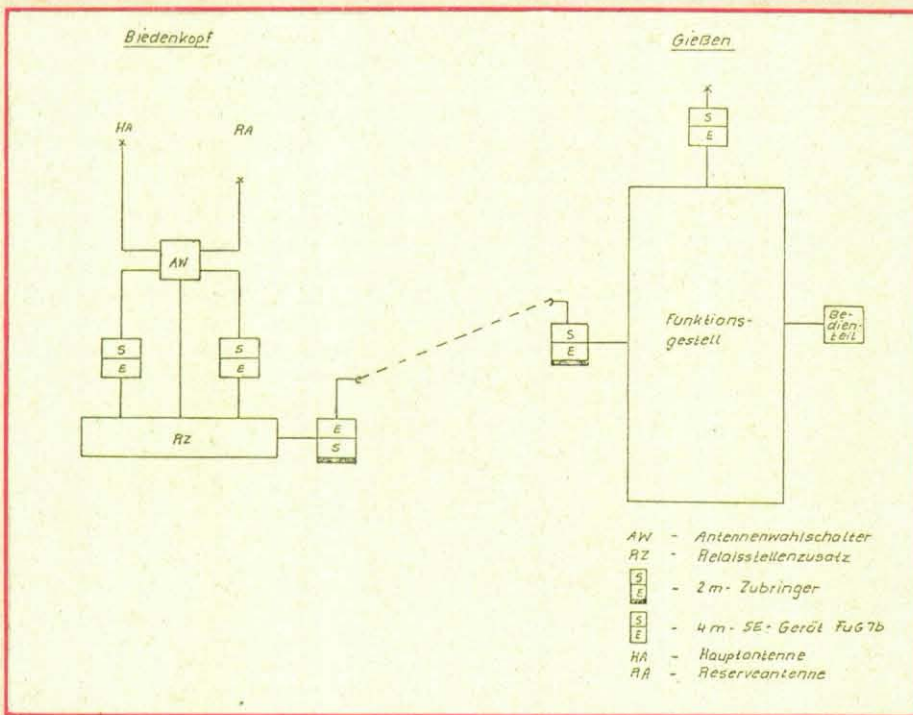 Biedenkopf
HA
RA
AW
S
E
S
E
RZ
E
S
Gießen
S
E
S
E
Funktions-
gestell
Be-
dien-
teil
AW - Antennenwahlschalter
RZ - Relaisstellenzusatz
S
E
- 2m- Zubringer
S
E
- 4m- SE- Gerät FuG 7b
HA - Hauptantenne
RA - Reserveantenne